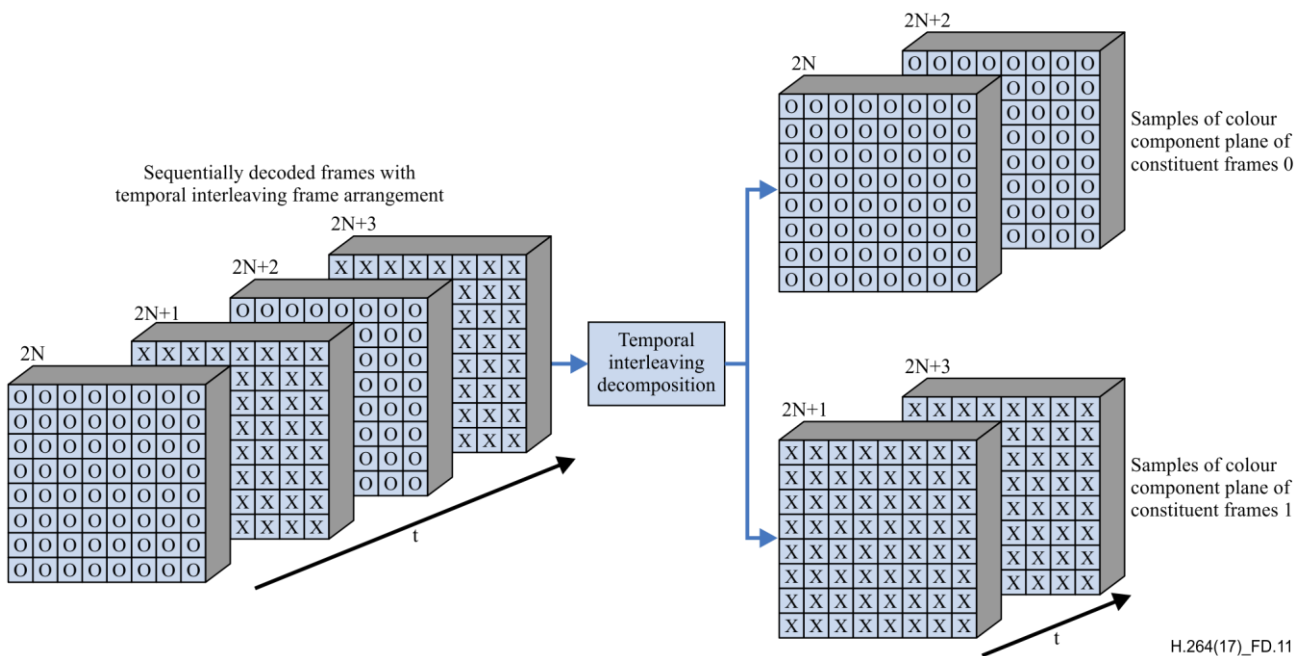 Sequentially decoded frames with
temporal interleaving frame arrangement
2N
O O O O O O O O
O O O O O O O O
O O O O O O O O
O O O O O O O O
O O O O O O O O
O O O O O O O O
O O O O O O O O
O O O O O O O O
2N+1
X X X X X X X X
X X X X
X X X X
X X X X
X X X X
X X X X
X X X X
X X X X
2N+2
O O O O O O O O
O O O
O O O
O O O
O O O
O O O
O O O
O O O
2N+3
X X X X X X X X
X X X
X X X
X X X
X X X
X X X
X X X
X X X
t
Temporal
interleaving
decomposition
2N
O O O O O O O O
O O O O O O O O
O O O O O O O O
O O O O O O O O
O O O O O O O O
O O O O O O O O
O O O O O O O O
O O O O O O O O
2N+2
O O O O O O O O
O O O O
O O O O
O O O O
O O O O
O O O O
O O O O
O O O O
Samples of colour
component plane of
constituent frames 0
2N+1
X X X X X X X X
X X X X X X X X
X X X X X X X X
X X X X X X X X
X X X X X X X X
X X X X X X X X
X X X X X X X X
X X X X X X X X
2N+3
X X X X X X X X
X X X X
X X X X
X X X X
X X X X
X X X X
X X X X
X X X X
Samples of colour
component plane of
constituent frames 1
t
H.264(17)_FD.11